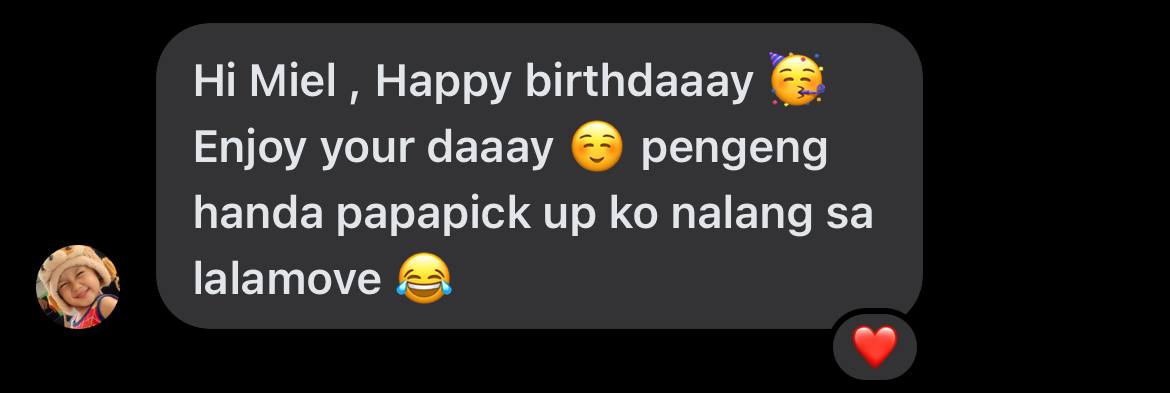 Hi Miel , Happy birthdaaay 🥳
Enjoy your daaay ☺️ pengeng
handa papapick up ko nalang sa
lalamove 😂